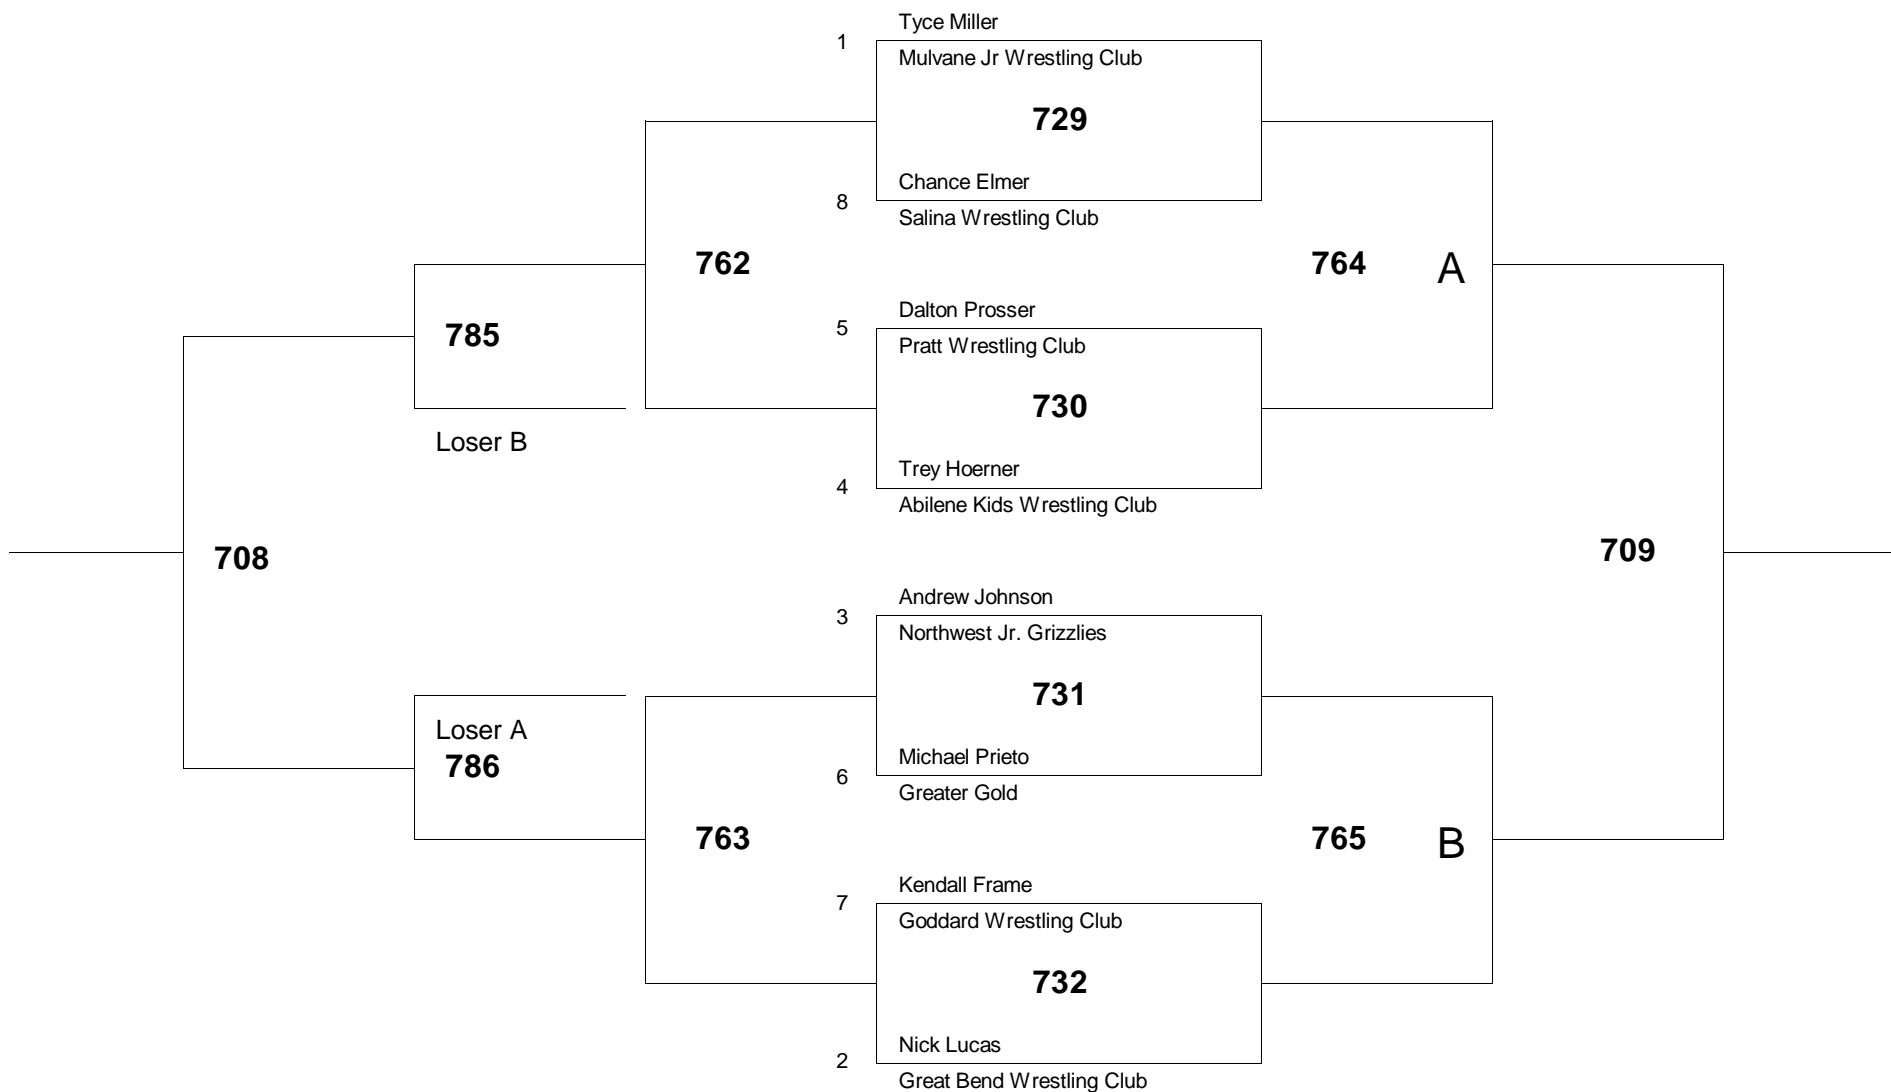 Tyce Miller
1
Mulvane Jr Wrestling Club
729
Chance Elmer
8
Salina Wrestling Club
762
764
A
Dalton Prosser
5
Pratt Wrestling Club
785
730
Loser B
Trey Hoerner
4
Abilene Kids Wrestling Club
708
709
Andrew Johnson
3
Northwest Jr. Grizzlies
731
Loser A
786
Michael Prieto
6
Greater Gold
763
765
B
Kendall Frame
7
Goddard Wrestling Club
732
Nick Lucas
2
Great Bend Wrestling Club